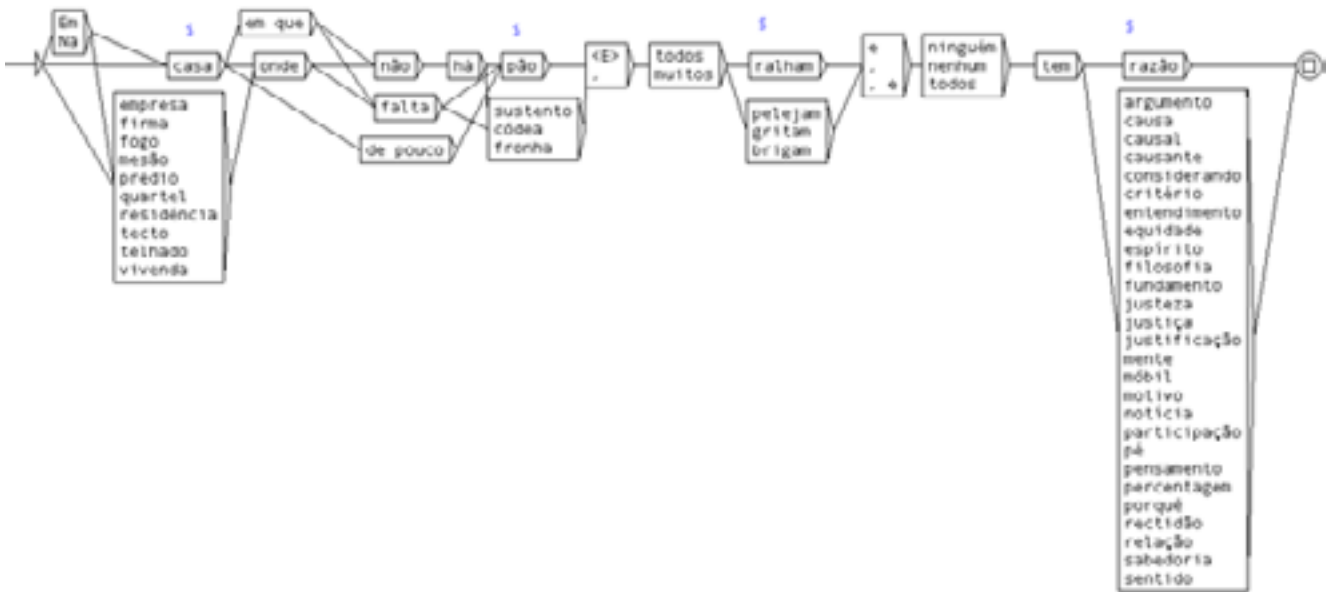 Em
Na
$
casa
empresa
firma
fogo
mesão
prédio
quartel
residência
tecto
telhado
vivenda
em que
onde
não
há
falta
de pouco
$
pão
sustento
côdea
fronha
<E>
,
todos
muitos
$
ralham
pelejam
gritam
brigam
e
,
, e
ninguém
nenhum
todos
tem
$
razão
argumento
causa
causal
causante
considerando
critério
entendimento
equidade
espírito
filosofia
fundamento
justeza
justiça
justificação
mente
móbil
motivo
notícia
participação
pé
pensamento
percentagem
porquê
rectidão
relação
sabedoria
sentido